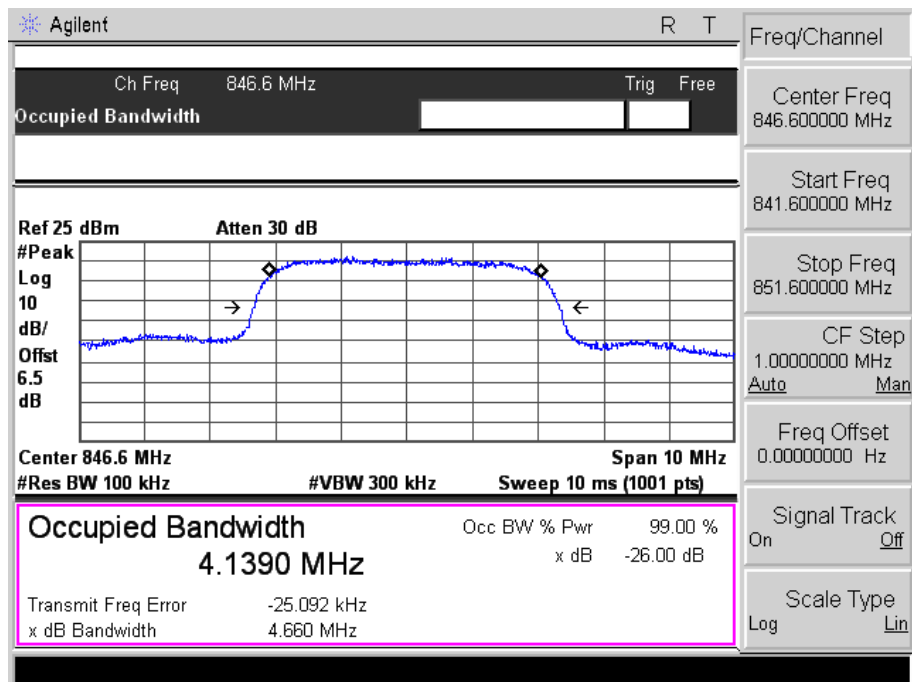 Agilent R T
Ch Freq 846.6 MHz Trig Free
Occupied Bandwidth
Ref 25 dBm Atten 30 dB
#Peak
Log
10
dB/
Offst
6.5
dB
Center 846.6 MHz Span 10 MHz
#Res BW 100 kHz #VBW 300 kHz Sweep 10 ms (1001 pts)
Occupied Bandwidth Occ BW % Pwr 99.00 %
4.1390 MHz x dB -26.00 dB
Transmit Freq Error -25.092 kHz
x dB Bandwidth 4.660 MHz
Freq/Channel
Center Freq
846.600000 MHz
Start Freq
841.600000 MHz
Stop Freq
851.600000 MHz
CF Step
1.00000000 MHz
Auto Man
Freq Offset
0.00000000 Hz
Signal Track
On Off
Scale Type
Log Lin